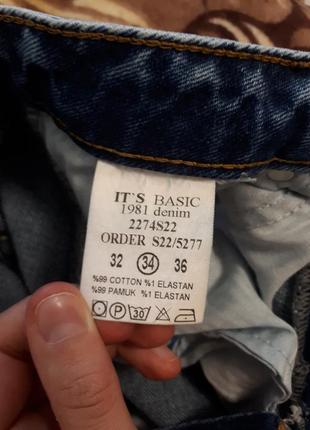 IT`S BASIC
1981 denim
2274S22
ORDER S22/5277
32 34 36
%99 COTTON %1 ELASTAN
%99 PAMUK %1 ELASTAN
P 30